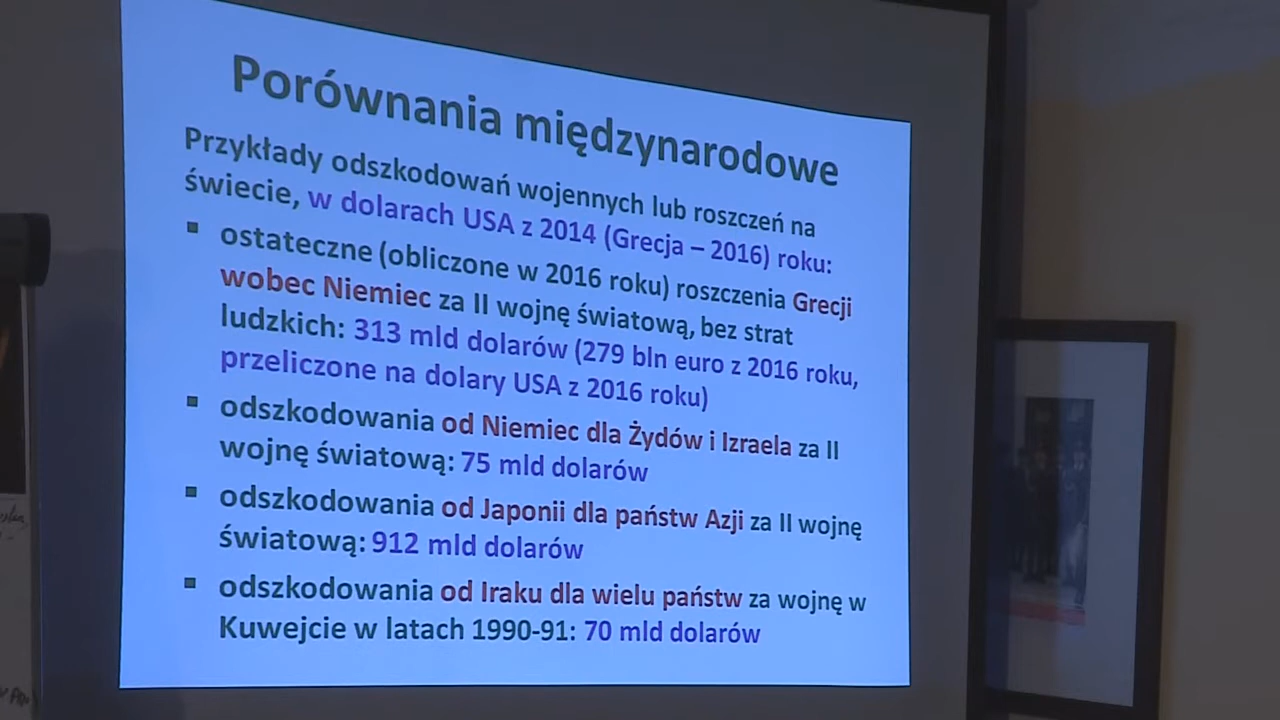 Porównania międzynarodowe
Przykłady odszkodowań wojennych lub roszczeń na
świecie, w dolarach USA z 2014 (Grecja – 2016) roku:
▪ ostateczne (obliczone w 2016 roku) roszczenia Grecji
wobec Niemiec za II wojnę światową, bez strat
ludzkich: 313 mld dolarów (279 bln euro z 2016 roku,
przeliczone na dolary USA z 2016 roku)
▪ odszkodowania od Niemiec dla Żydów i Izraela za II
wojnę światową: 75 mld dolarów
▪ odszkodowania od Japonii dla państw Azji za II wojnę
światową: 912 mld dolarów
▪ odszkodowania od Iraku dla wielu państw za wojnę w
Kuwejcie w latach 1990-91: 70 mld dolarów